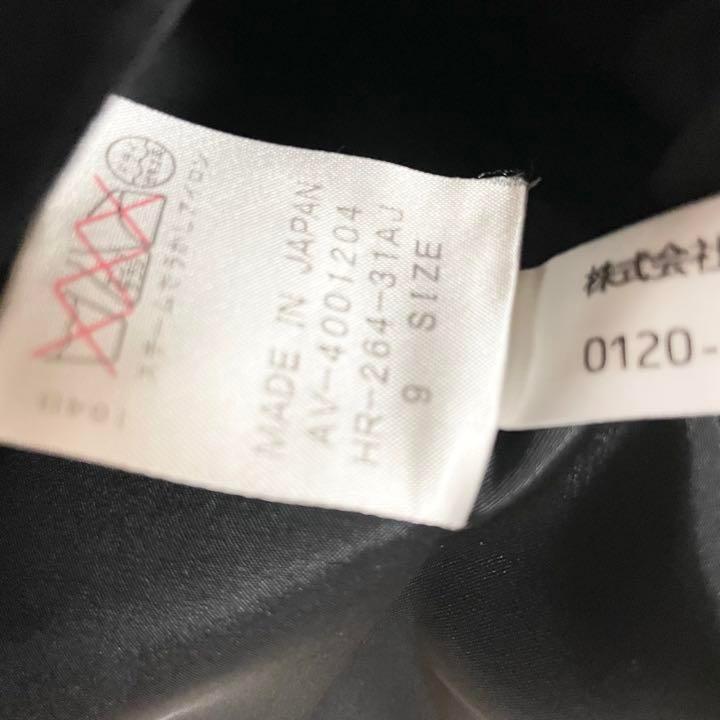 スチームでうかしアイロン
MADE IN JAPAN
AV-4001204
HR-264-31AJ
9 SIZE
株式会社
0120-